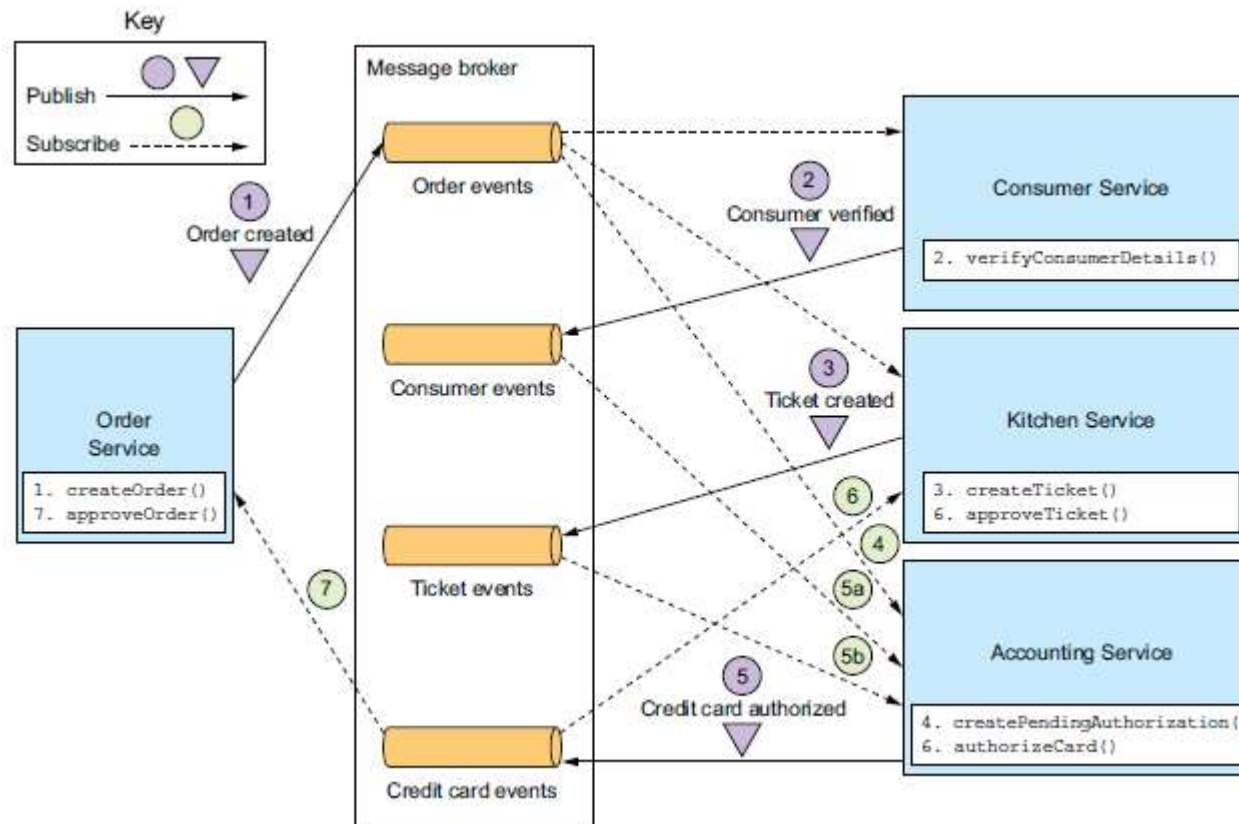 Key
Publish
Subscribe
Message broker
Order events
Consumer events
Ticket events
Credit card events
1
Order created
2
Consumer verified
3
Ticket created
6
4
5a
5b
5
Credit card authorized
7
Order
Service
1. createOrder()
7. approveOrder()
Consumer Service
2. verifyConsumerDetails()
Kitchen Service
3. createTicket()
6. approveTicket()
Accounting Service
4. createPendingAuthorization(
6. authorizeCard()